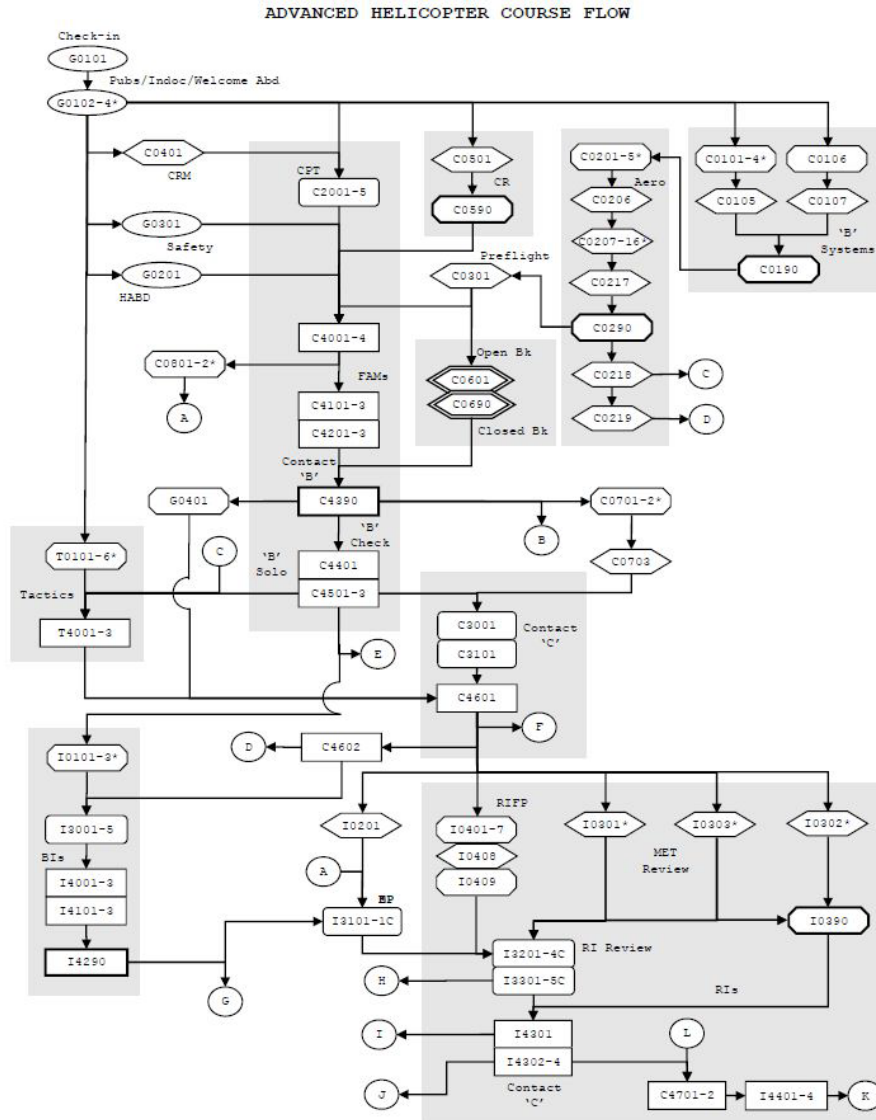 ADVANCED HELICOPTER COURSE FLOW
Check-in
G0101
Pubs/Indoc/Welcome Abd
G0102-4*
C0401
CRM
CPT
C2001-5
C0501
CR
C0590
C0201-5*
Aero
C0206
C0101-4*
C0106
C0105
C0107
'B'
Systems
C0190
G0301
Safety
G0201
HABD
Preflight
C0301
C0207-16*
C0217
C0290
C4001-4
C0801-2*
A
FAMs
C4101-3
C4201-3
Open Bk
C0601
C0690
Closed Bk
C0218
C
C0219
D
Contact
'B'
G0401
C4390
C0701-2*
B
'B'
Check
C0703
T0101-6*
C
'B'
Solo
C4401
C4501-3
Tactics
T4001-3
C3001
Contact
'C'
C3101
E
C4601
F
D
C4602
I0101-3*
I3001-5
BIs
I4001-3
I4101-3
I4290
G
I0201
A
BP
I3101-1C
RIFP
I0401-7
I0408
I0409
I0301*
I0303*
I0302*
MET
Review
I0390
I3201-4C
RI Review
I3301-5C
H
RIs
I4301
I
I4302-4
J
Contact
'C'
L
C4701-2
I4401-4
K